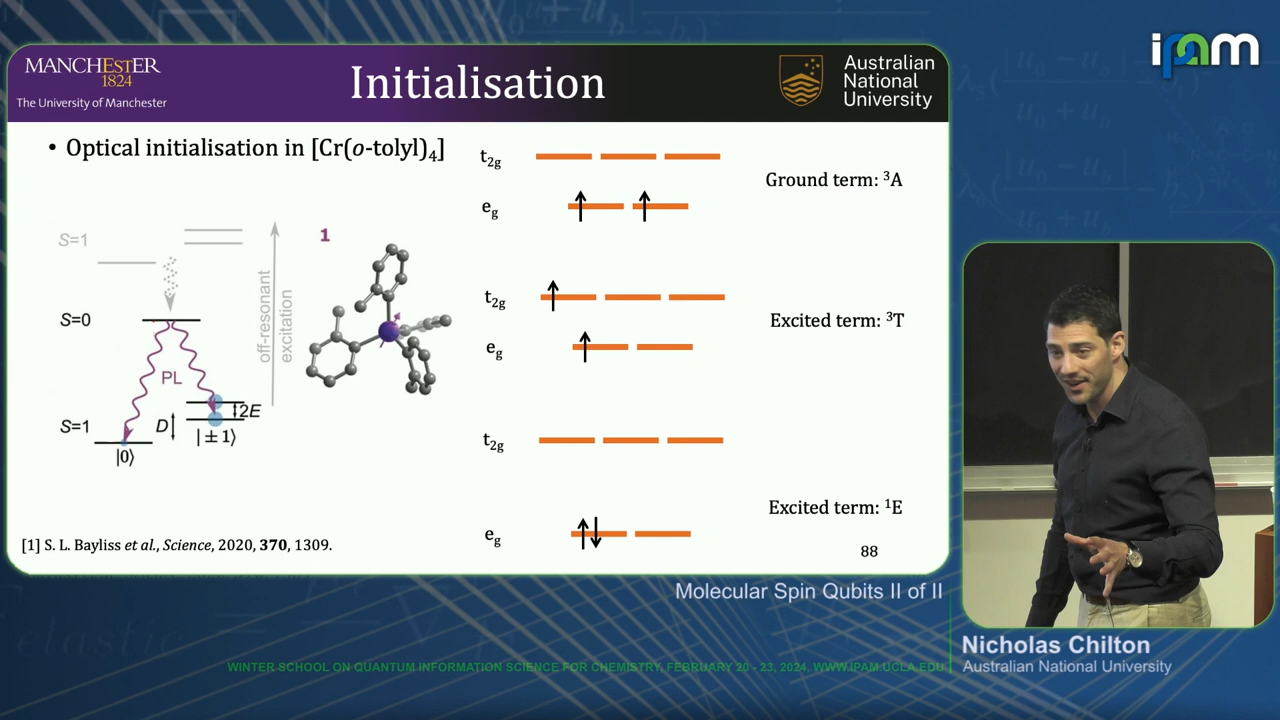 MANCHESTER
1824
The University of Manchester
Initialisation
Australian
National
University
ipam
• Optical initialisation in [Cr(o-tolyl)₄]
t₂g
Ground term: ³A
e_g
S=1
1
off-resonant
excitation
t₂g
S=0
Excited term: ³T
e_g
PL
2E
S=1
D
|±1⟩
|0⟩
t₂g
Excited term: ¹E
e_g
[1] S. L. Bayliss et al., Science, 2020, 370, 1309.
88
Molecular Spin Qubits II of II
Nicholas Chilton
Australian National University
WINTER SCHOOL ON QUANTUM INFORMATION SCIENCE FOR CHEMISTRY, FEBRUARY 20 - 23, 2024, WWW.IPAM.UCLA.EDU